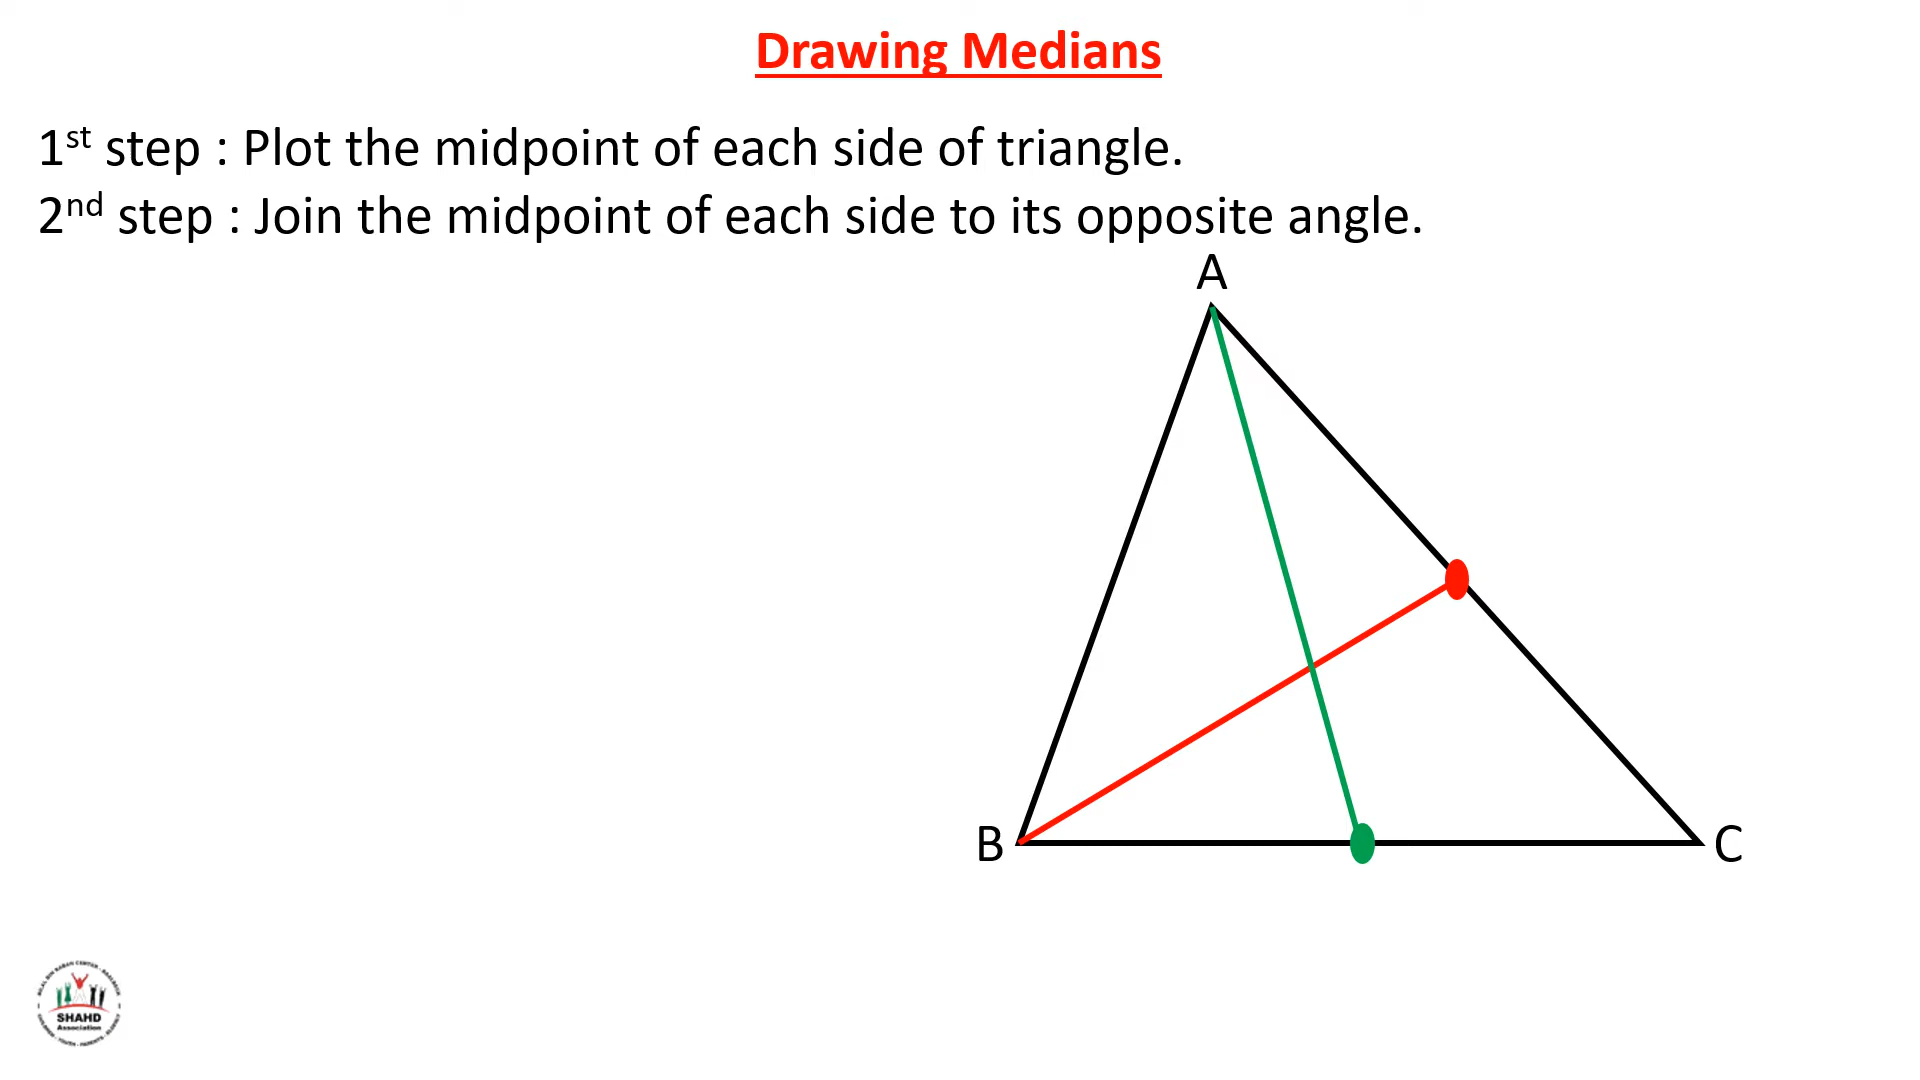 Drawing Medians
1st step : Plot the midpoint of each side of triangle.
2nd step : Join the midpoint of each side to its opposite angle.
A
B
C
SHAHD
Association